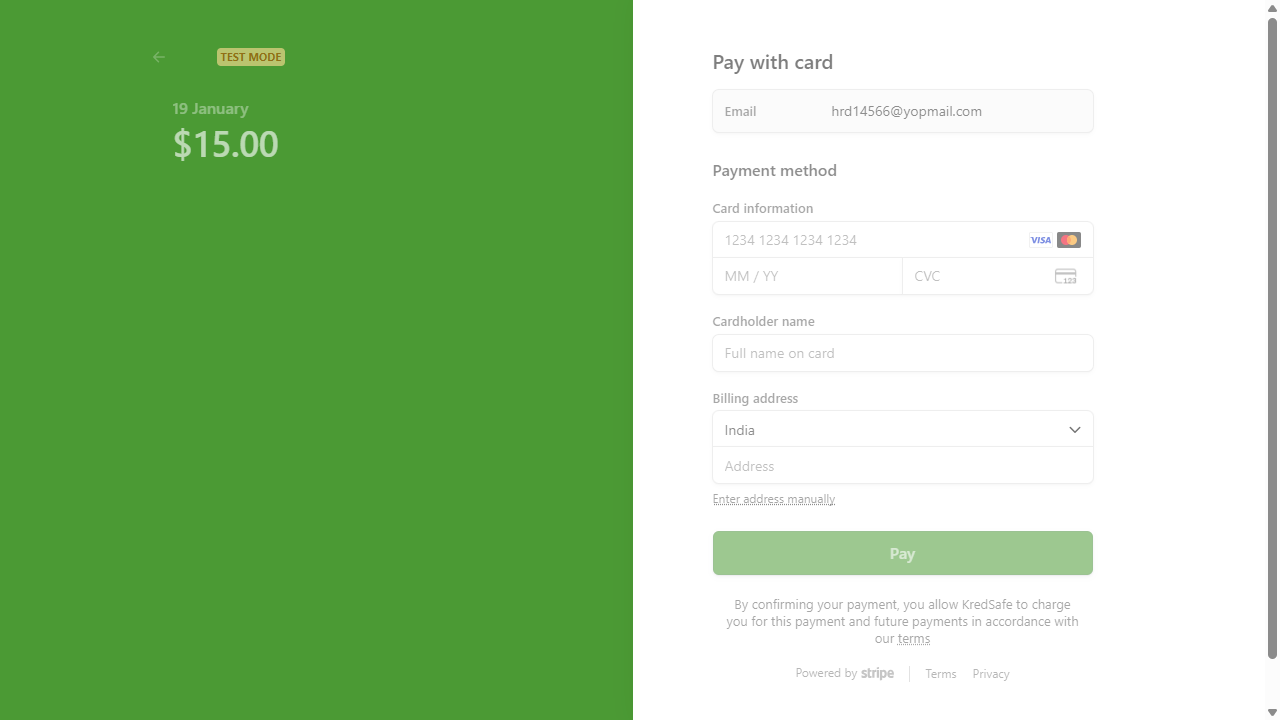 TEST MODE
19 January
$15.00
Pay with card
Email hrd14566@yopmail.com
Payment method
Card information
1234 1234 1234 1234 VISA
MM / YY CVC 123
Cardholder name
Full name on card
Billing address
India
Address
Enter address manually
Pay
By confirming your payment, you allow KredSafe to charge
you for this payment and future payments in accordance with
our terms
Powered by stripe Terms Privacy